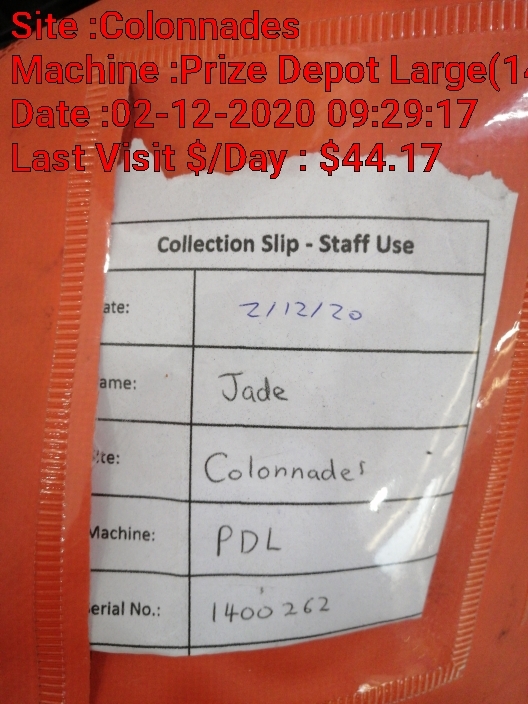 Site :Colonnades
Machine :Prize Depot Large(14
Date :02-12-2020 09:29:17
Last Visit $/Day : $44.17
Collection Slip - Staff Use
ate: 2/12/20
ame: Jade
ite: Colonnades
Machine: PDL
erial No.: 1400262